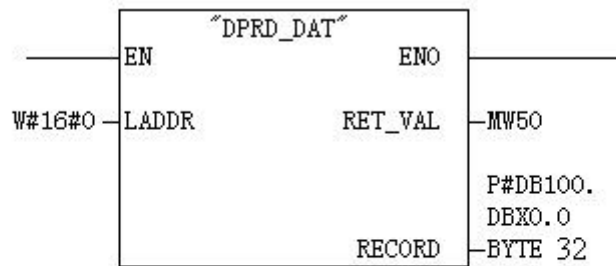 "DPRD_DAT"
EN ENO
W#16#0 LADDR RET_VAL MW50
P#DB100.
DBX0.0
RECORD BYTE 32